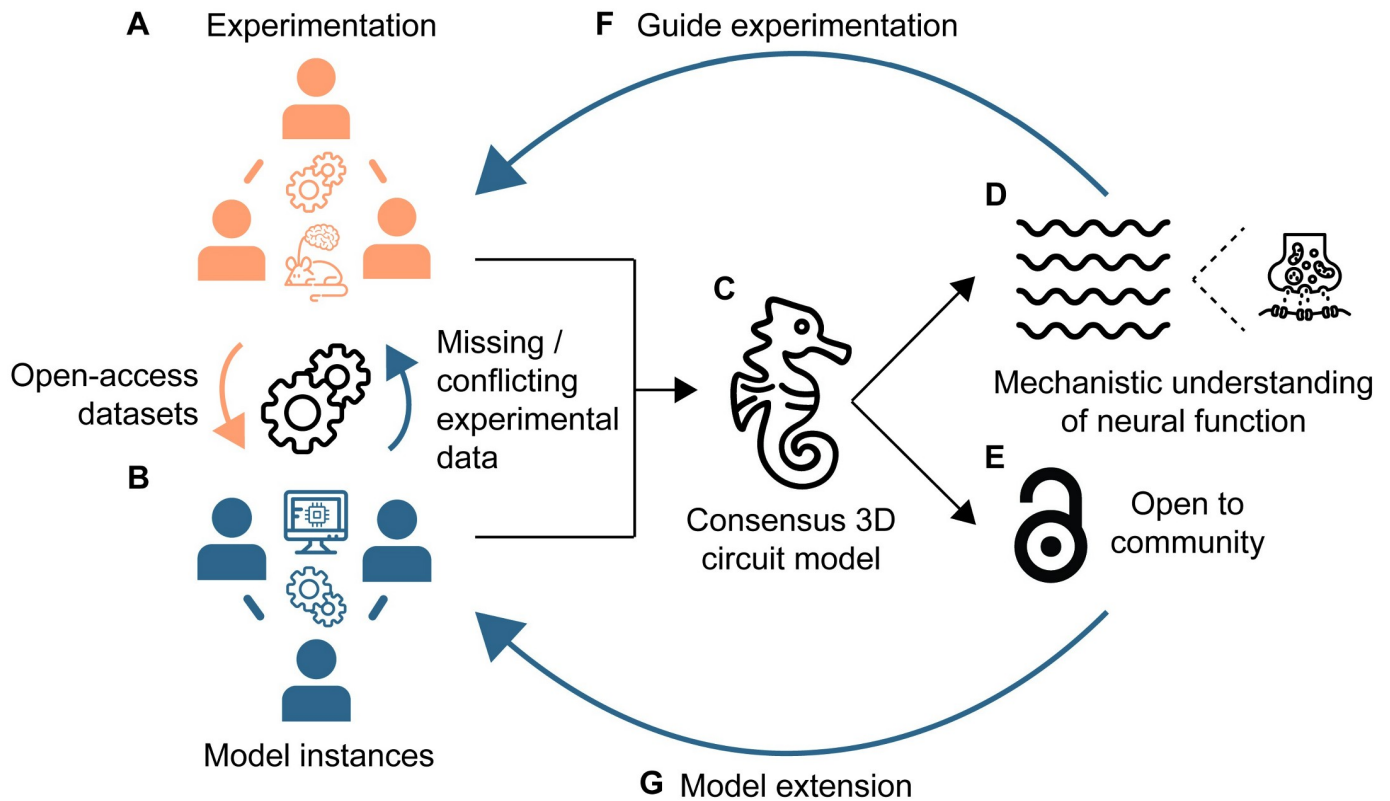 A
Experimentation
F Guide experimentation
D
C
Open-access
datasets
Missing /
conflicting
experimental
data
Mechanistic understanding
of neural function
B
E
Consensus 3D
circuit model
Open to
community
Model instances
G Model extension